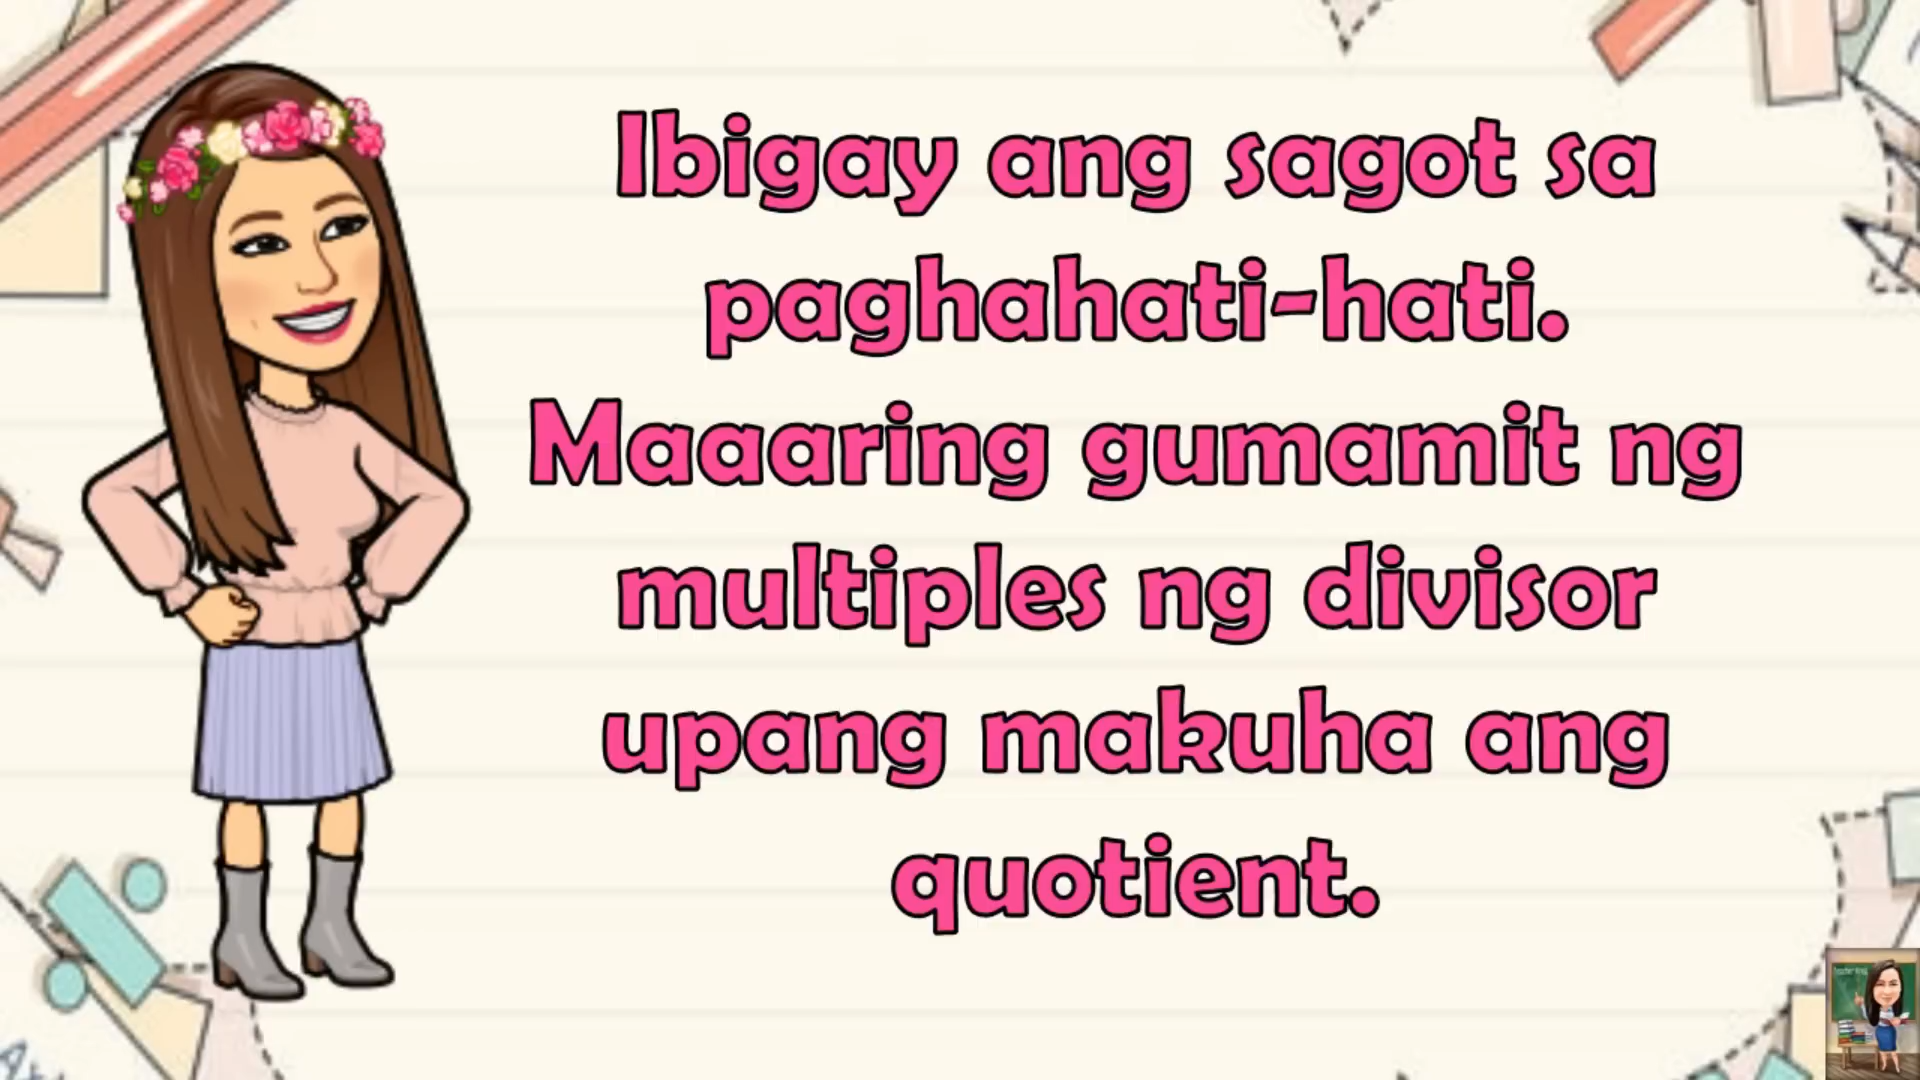 Ibigay ang sagot sa
paghahati-hati.
Maaaring gumamit ng
multiples ng divisor
upang makuha ang
quotient.